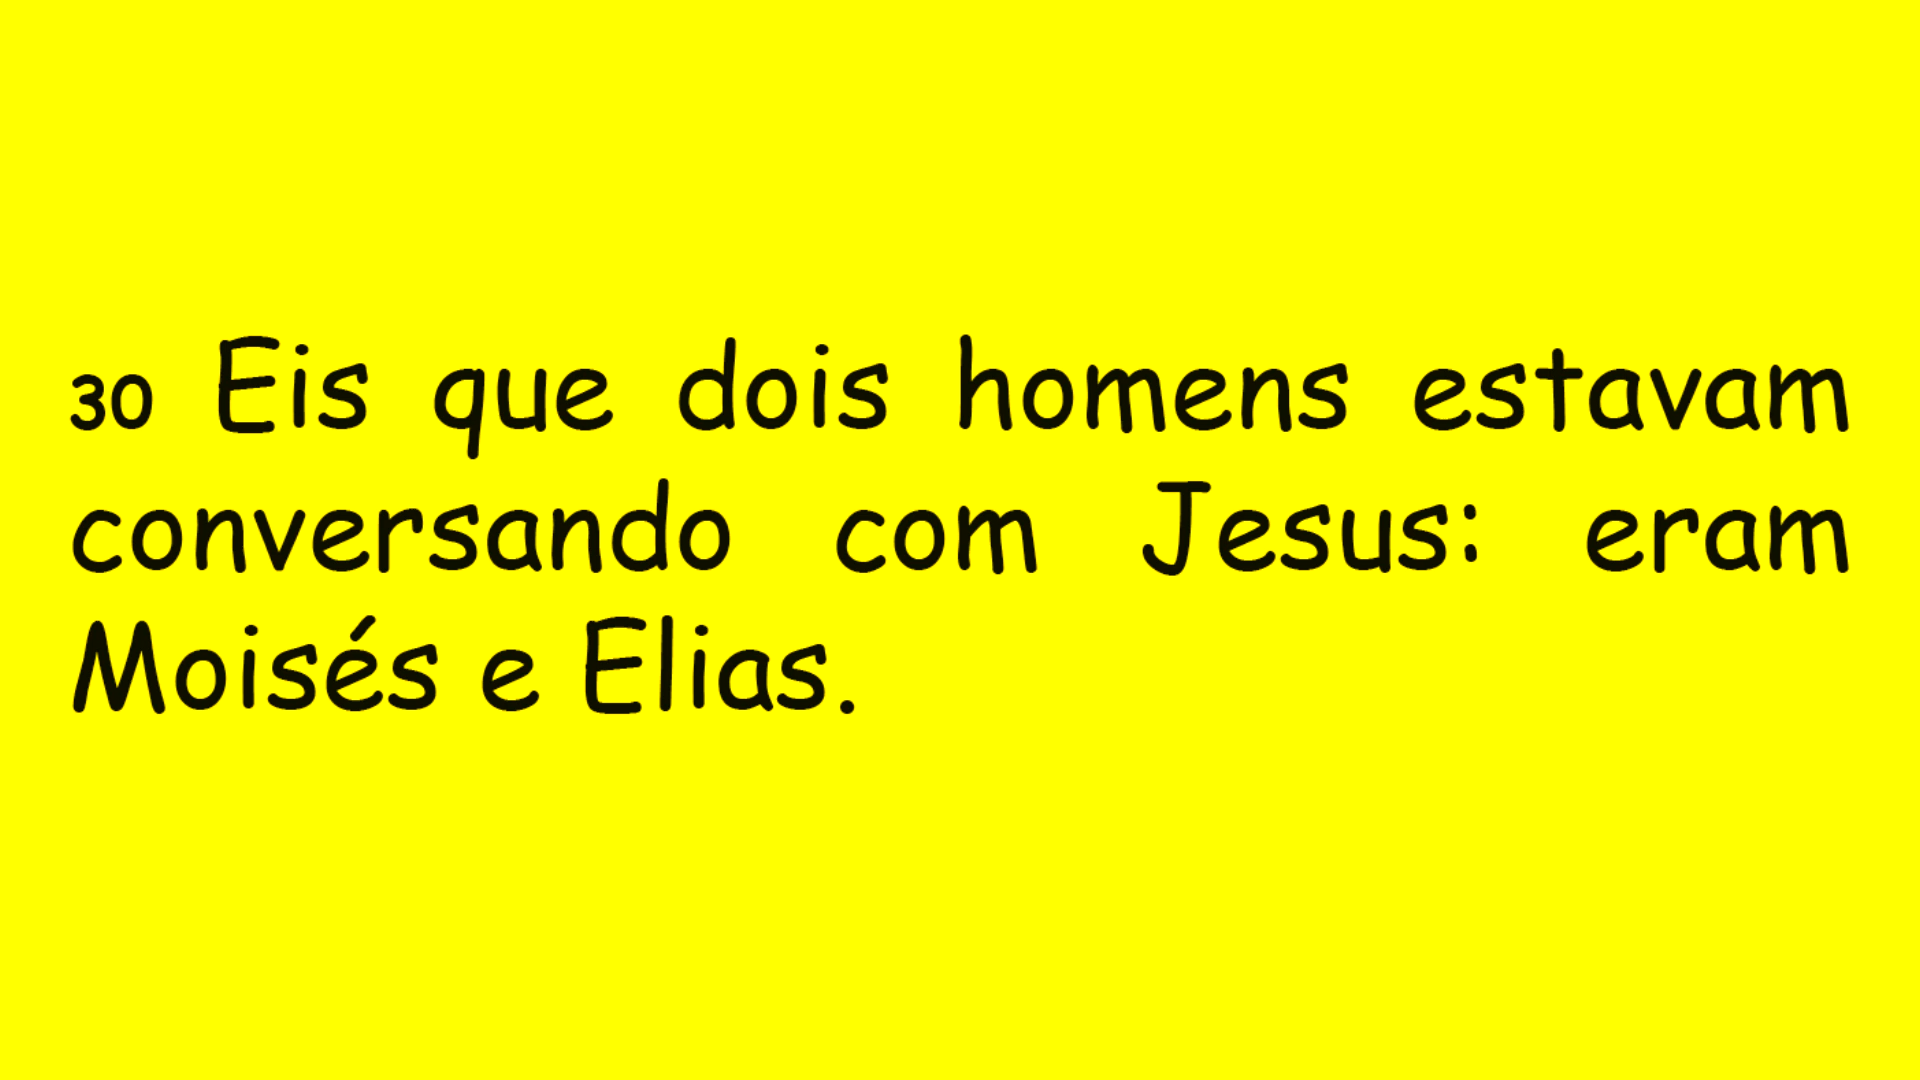 30 Eis que dois homens estavam
conversando com Jesus: eram
Moisés e Elias.